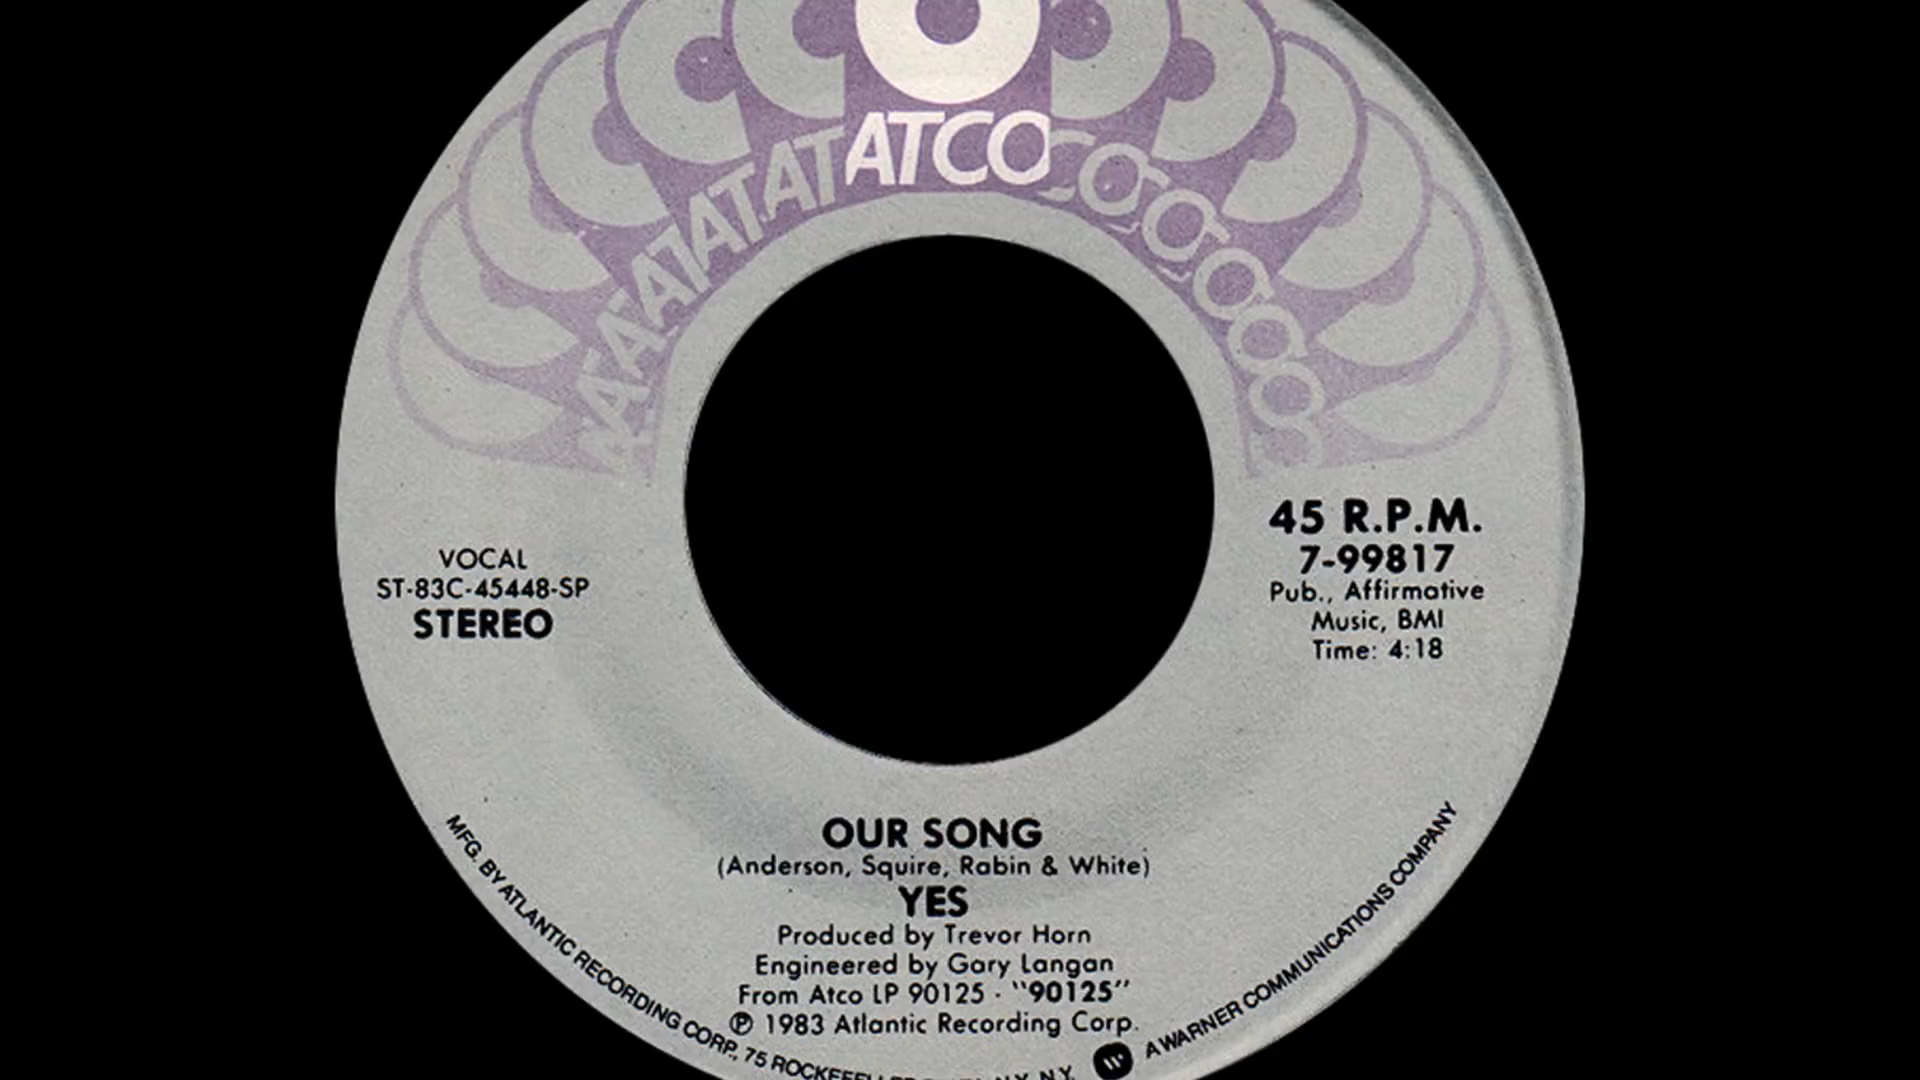 ATCO
VOCAL
ST-83C-45448-SP
STEREO
45 R.P.M.
7-99817
Pub., Affirmative
Music, BMI
Time: 4:18
OUR SONG
(Anderson, Squire, Rabin & White)
YES
Produced by Trevor Horn
Engineered by Gary Langan
From Atco LP 90125 · "90125"
℗ 1983 Atlantic Recording Corp.
MFG. BY ATLANTIC RECORDING CORP., 75 N.Y. N.Y. A WARNER COMMUNICATIONS COMPANY